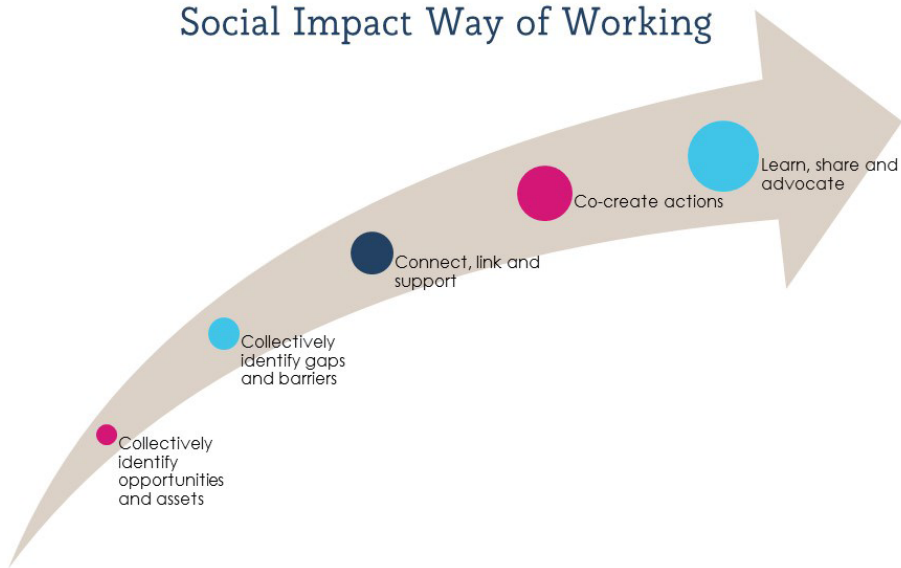 Social Impact Way of Working
Learn, share and
advocate
Co-create actions
Connect, link and
support
Collectively
identify gaps
and barriers
Collectively
identify
opportunities
and assets